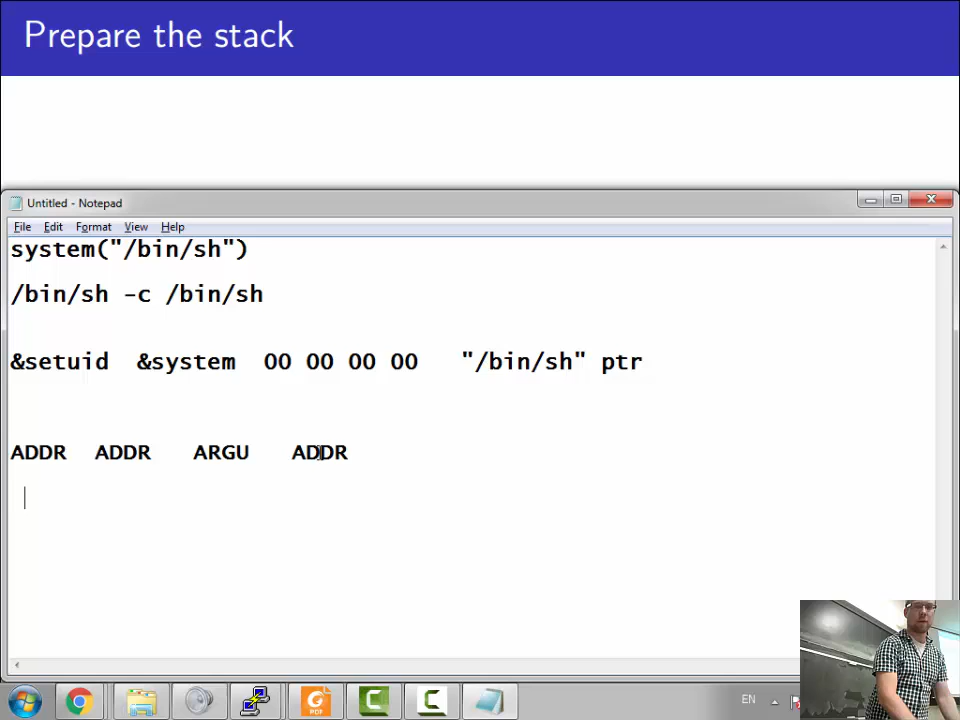 Prepare the stack
Untitled - Notepad
File Edit Format View Help
system("/bin/sh")
/bin/sh -c /bin/sh
&setuid &system 00 00 00 00 "/bin/sh" ptr
ADDR ADDR ARGU ADDR
PDF
EN